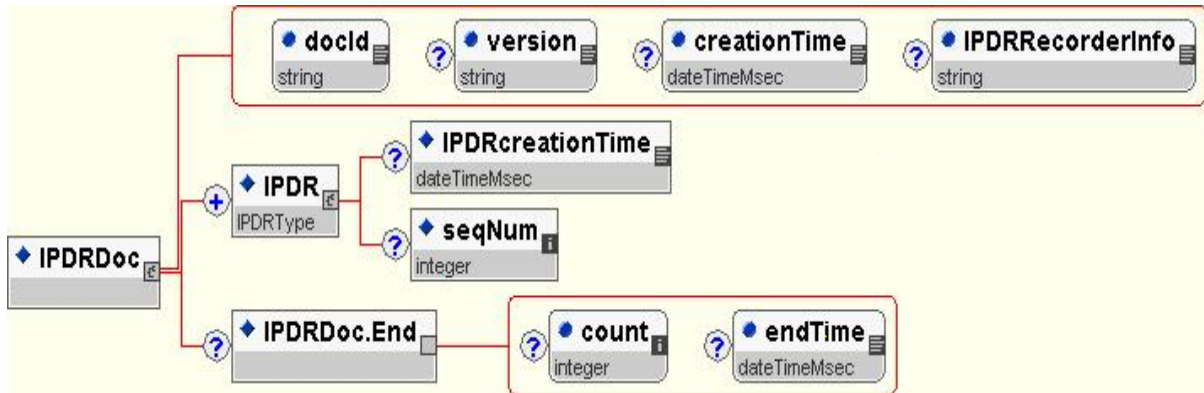 docId
string
? version
string
? creationTime
dateTimeMsec
? IPDRRecorderInfo
string
? IPDRcreationTime
dateTimeMsec
+ IPDR
IPDRType
? seqNum
integer
IPDRDoc
? IPDRDoc.End
? count
integer
? endTime
dateTimeMsec